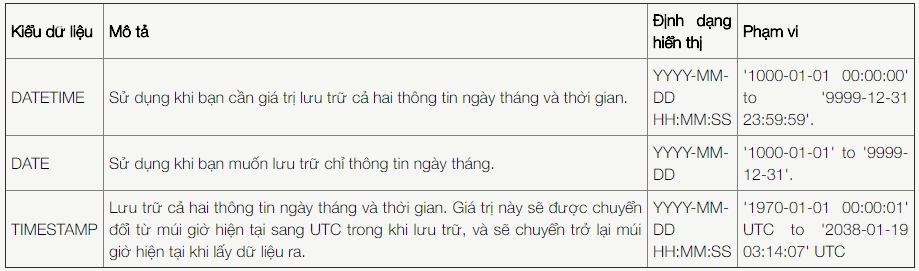 Kiểu dữ liệu
Mô tả
Định dạng
hiển thị
Phạm vi
DATETIME
Sử dụng khi bạn cần giá trị lưu trữ cả hai thông tin ngày tháng và thời gian.
YYYY-MM-
DD
HH:MM:SS
'1000-01-01 00:00:00'
to '9999-12-31
23:59:59'.
DATE
Sử dụng khi bạn muốn lưu trữ chỉ thông tin ngày tháng.
YYYY-MM-
DD
'1000-01-01' to '9999-
12-31'.
TIMESTAMP
Lưu trữ cả hai thông tin ngày tháng và thời gian. Giá trị này sẽ được chuyển
đổi từ múi giờ hiện tại sang UTC trong khi lưu trữ, và sẽ chuyển trở lại múi
giờ hiện tại khi lấy dữ liệu ra.
YYYY-MM-
DD
HH:MM:SS
'1970-01-01 00:00:01'
UTC to '2038-01-19
03:14:07' UTC